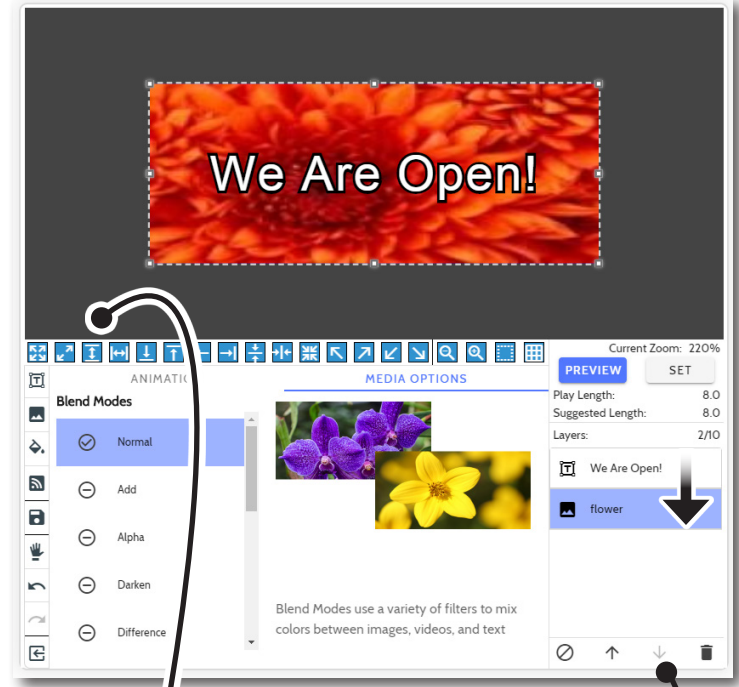 We Are Open!
Current Zoom: 220%
ANIMATIC
MEDIA OPTIONS
PREVIEW
SET
Blend Modes
Play Length: 8.0
Suggested Length: 8.0
Layers: 2/10
Normal
Add
Alpha
Darken
Difference
We Are Open!
flower
Blend Modes use a variety of filters to mix
colors between images, videos, and text